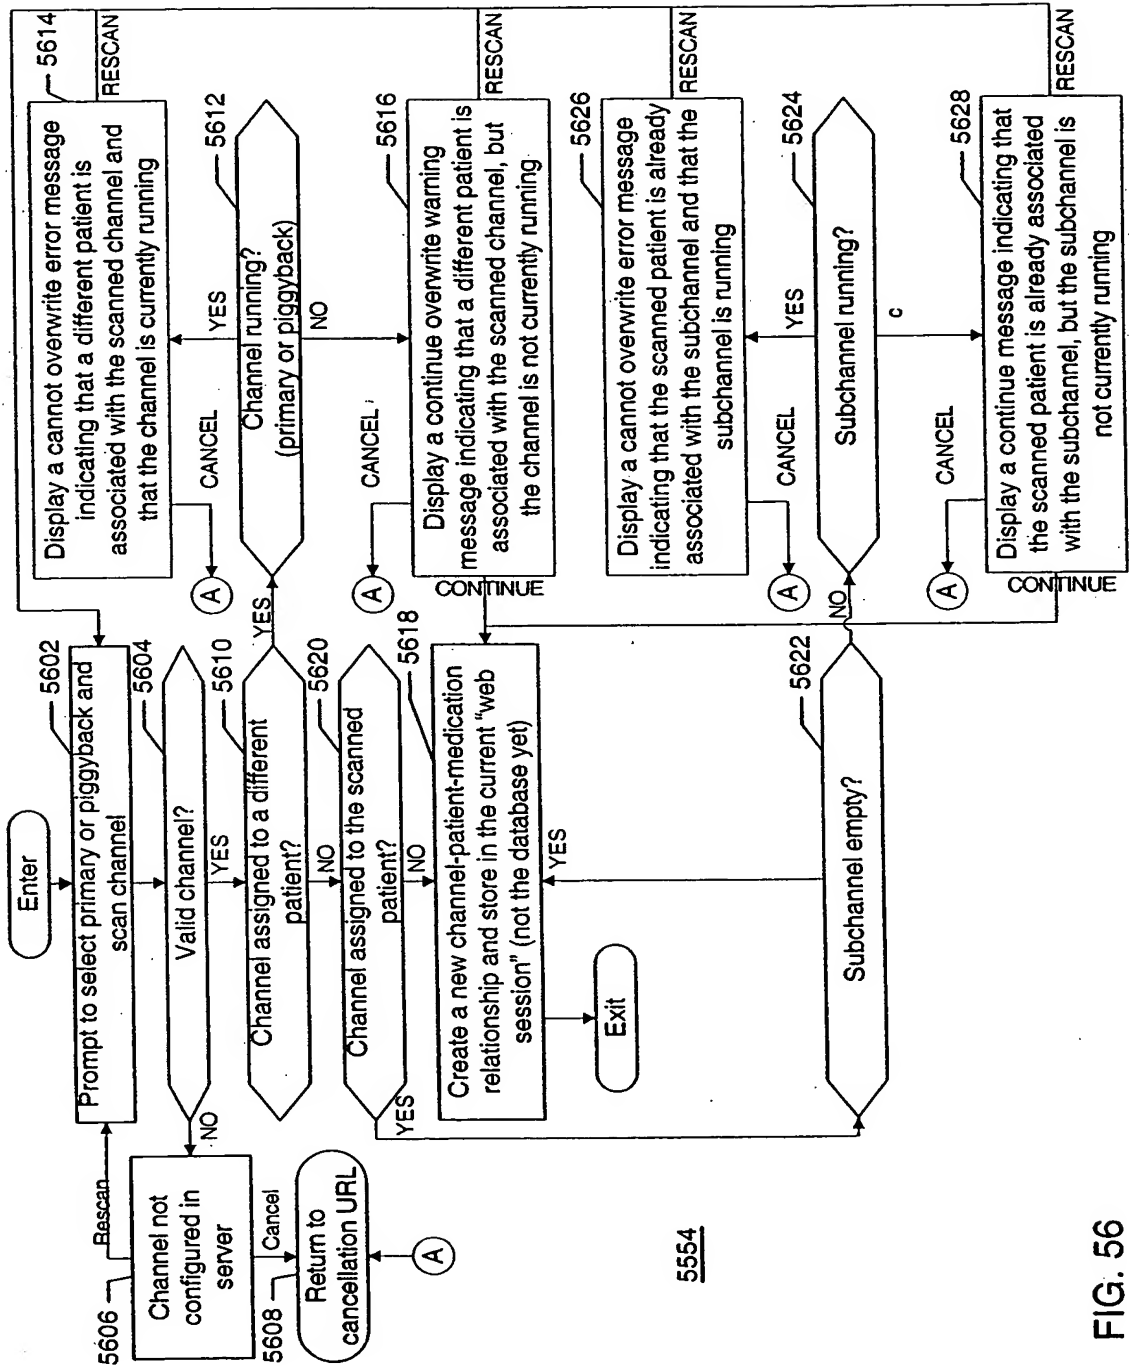 Enter
5602
Prompt to select primary or piggyback and
scan channel
5604
Valid channel?
YES
NO
5606
Channel not
configured in
server
Rescan
Cancel
5608
Return to
cancellation URL
A
5610
Channel assigned to a different
patient?
YES
NO
5620
Channel assigned to the scanned
patient?
NO
YES
5618
Create a new channel-patient-medication
relationship and store in the current “web
session” (not the database yet)
Exit
YES
5622
Subchannel empty?
NO
5614
Display a cannot overwrite error message
indicating that a different patient is
associated with the scanned channel and
that the channel is currently running
RESCAN
CANCEL
A
YES
5612
Channel running?
(primary or piggyback)
NO
5616
CANCEL
A
Display a continue overwrite warning
message indicating that a different patient is
associated with the scanned channel, but
the channel is not currently running
RESCAN
CONTINUE
5626
Display a cannot overwrite error message
indicating that the scanned patient is already
associated with the subchannel and that the
subchannel is running
RESCAN
CANCEL
A
YES
5624
Subchannel running?
c
5628
CANCEL
A
Display a continue message indicating that
the scanned patient is already associated
with the subchannel, but the subchannel is
not currently running
RESCAN
CONTINUE
5554
FIG. 56